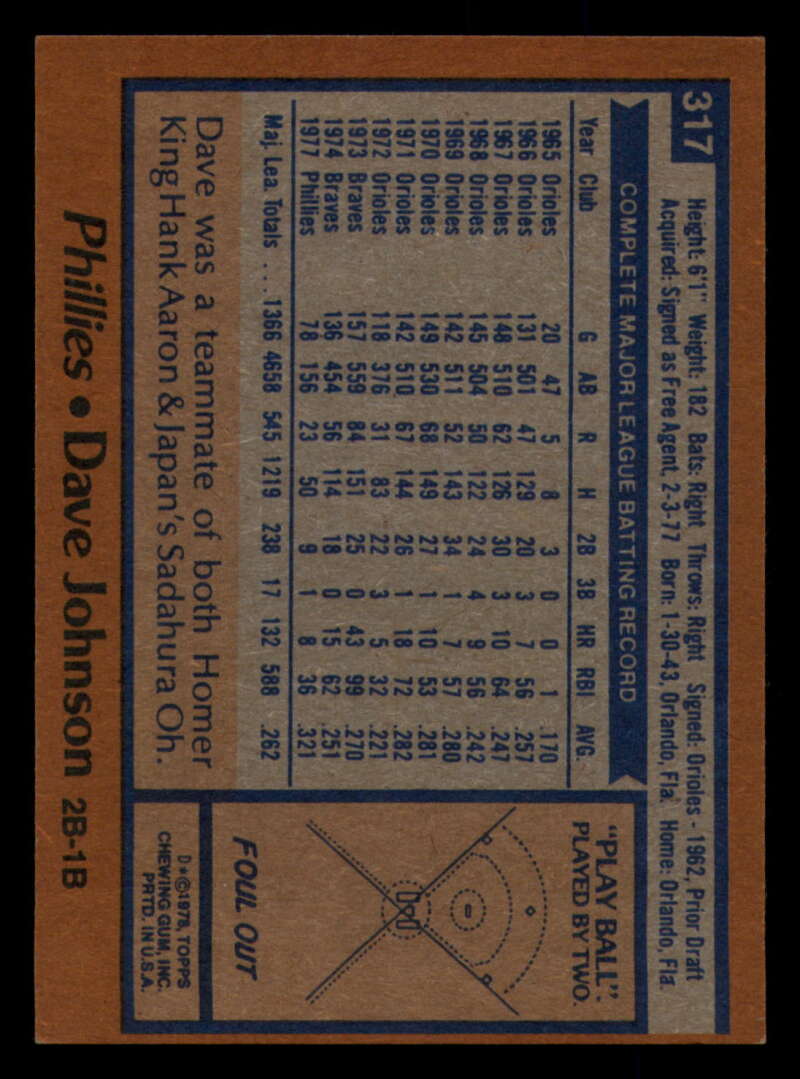 317
Height: 6'1" Weight: 182 Bats: Right Throws: Right Signed: Orioles - 1962, Prior Draft
Acquired: Signed as Free Agent, 2-3-77 Born: 1-30-43, Orlando, Fla. Home: Orlando, Fla.
COMPLETE MAJOR LEAGUE BATTING RECORD
Year Club G AB R H 2B 3B HR RBI AVG.
1965 Orioles 20 47 5 8 3 0 0 1 .170
1966 Orioles 131 501 47 129 20 3 7 56 .257
1967 Orioles 148 510 62 126 30 3 10 64 .247
1968 Orioles 145 504 50 122 24 4 9 56 .242
1969 Orioles 142 511 52 143 34 1 7 57 .280
1970 Orioles 149 530 68 149 27 1 10 53 .281
1971 Orioles 142 510 67 144 26 1 18 72 .282
1972 Orioles 118 376 31 83 22 3 5 32 .221
1973 Braves 157 559 84 151 25 0 43 99 .270
1974 Braves 136 454 56 114 18 0 15 62 .251
1977 Phillies 78 156 23 50 9 1 8 36 .321
Maj. Lea. Totals ... 1366 4658 545 1219 238 17 132 588 .262
Dave was a teammate of both Homer
King Hank Aaron & Japan's Sadahura Oh.
"PLAY BALL".
PLAYED BY TWO.
FOUL OUT
D*©1978, TOPPS
CHEWING GUM, INC.
PRTD. IN U.S.A.
Phillies • Dave Johnson 2B-1B